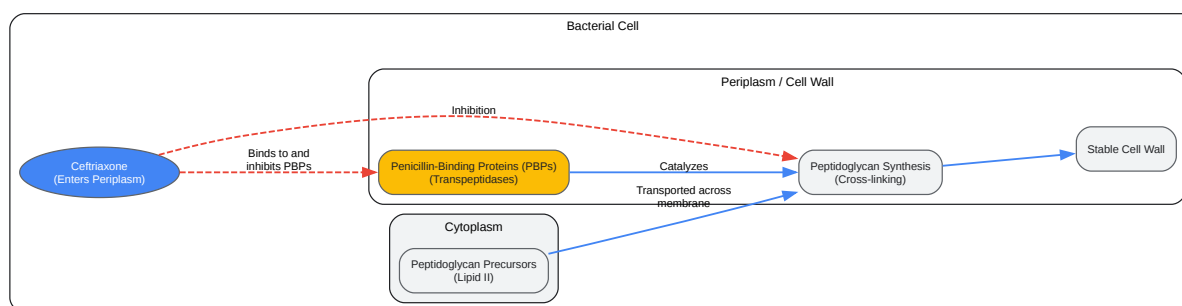 Bacterial Cell
Periplasm / Cell Wall
Inhibition
Ceftriaxone
(Enters Periplasm)
Binds to and
inhibits PBPs
Penicillin-Binding Proteins (PBPs)
(Transpeptidases)
Catalyzes
Peptidoglycan Synthesis
(Cross-linking)
Stable Cell Wall
Transported across
membrane
Cytoplasm
Peptidoglycan Precursors
(Lipid II)